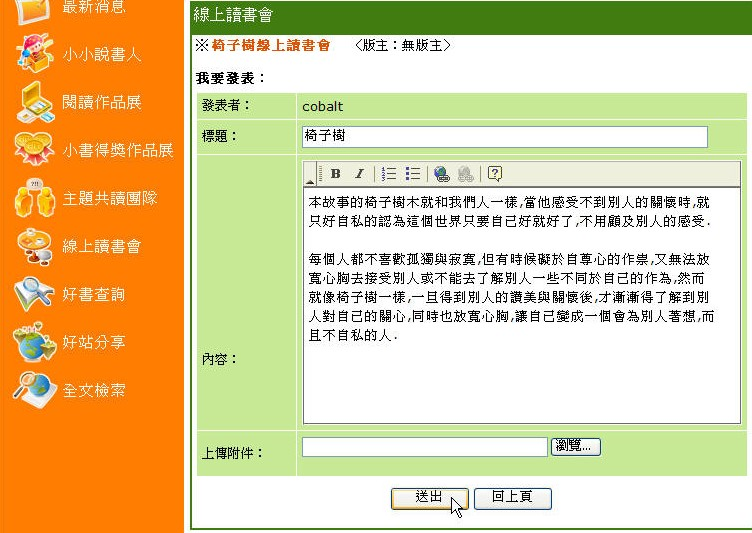 最新消息
小小說書人
閱讀作品展
小書得獎作品展
?!!
主題共讀團隊
線上讀書會
好書查詢
好站分享
全文檢索
線上讀書會
※椅子樹線上讀書會 〈版主：無版主〉
我要發表：
發表者： cobalt
標題： 椅子樹
B I ?
本故事的椅子樹木就和我們人一樣,當他感受不到別人的關懷時,就
只好自私的認為這個世界只要自己好就好了,不用顧及別人的感受.
每個人都不喜歡孤獨與寂寞,但有時候礙於自尊心的作祟,又無法放
寬心胸去接受別人或不能去了解別人一些不同於自己的作為,然而
就像椅子樹一樣,一旦得到別人的讚美與關懷後,才漸漸得了解到別
人對自己的關心,同時也放寬心胸,讓自己變成一個會為別人著想,而
且不自私的人.
內容：
上傳附件： 瀏覽...
送出 回上頁